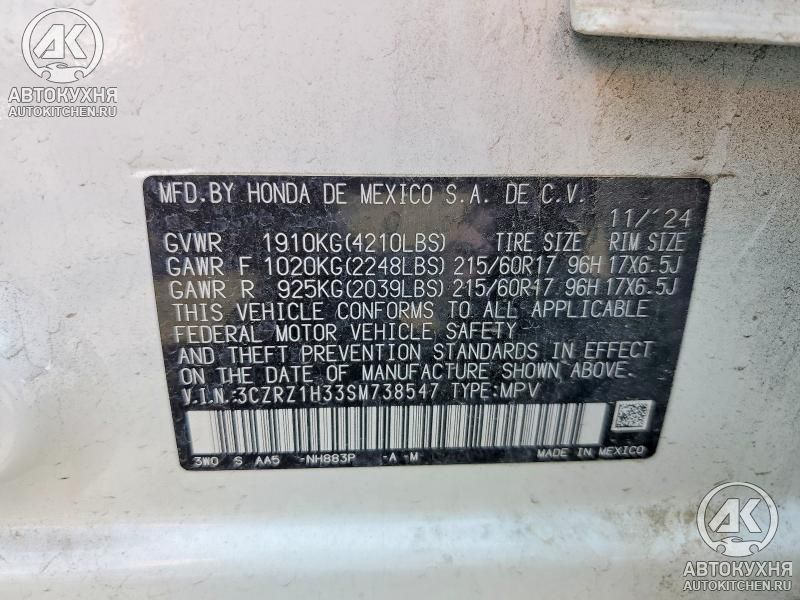 AK
АВТОКУХНЯ
AUTOKITCHEN.RU
MFD.BY HONDA DE MEXICO S.A. DE C.V.
11/'24
GVWR 1910KG(4210LBS) TIRE SIZE RIM SIZE
GAWR F 1020KG(2248LBS) 215/60R17 96H 17X6.5J
GAWR R 925KG(2039LBS) 215/60R17 96H 17X6.5J
THIS VEHICLE CONFORMS TO ALL APPLICABLE
FEDERAL MOTOR VEHICLE SAFETY
AND THEFT PREVENTION STANDARDS IN EFFECT
ON THE DATE OF MANUFACTURE SHOWN ABOVE.
V.I.N.:3CZRZ1H33SM738547 TYPE:MPV
3W0 S AA5 -NH883P -A -M- MADE IN MEXICO
AK
АВТОКУХНЯ
AUTOKITCHEN.RU